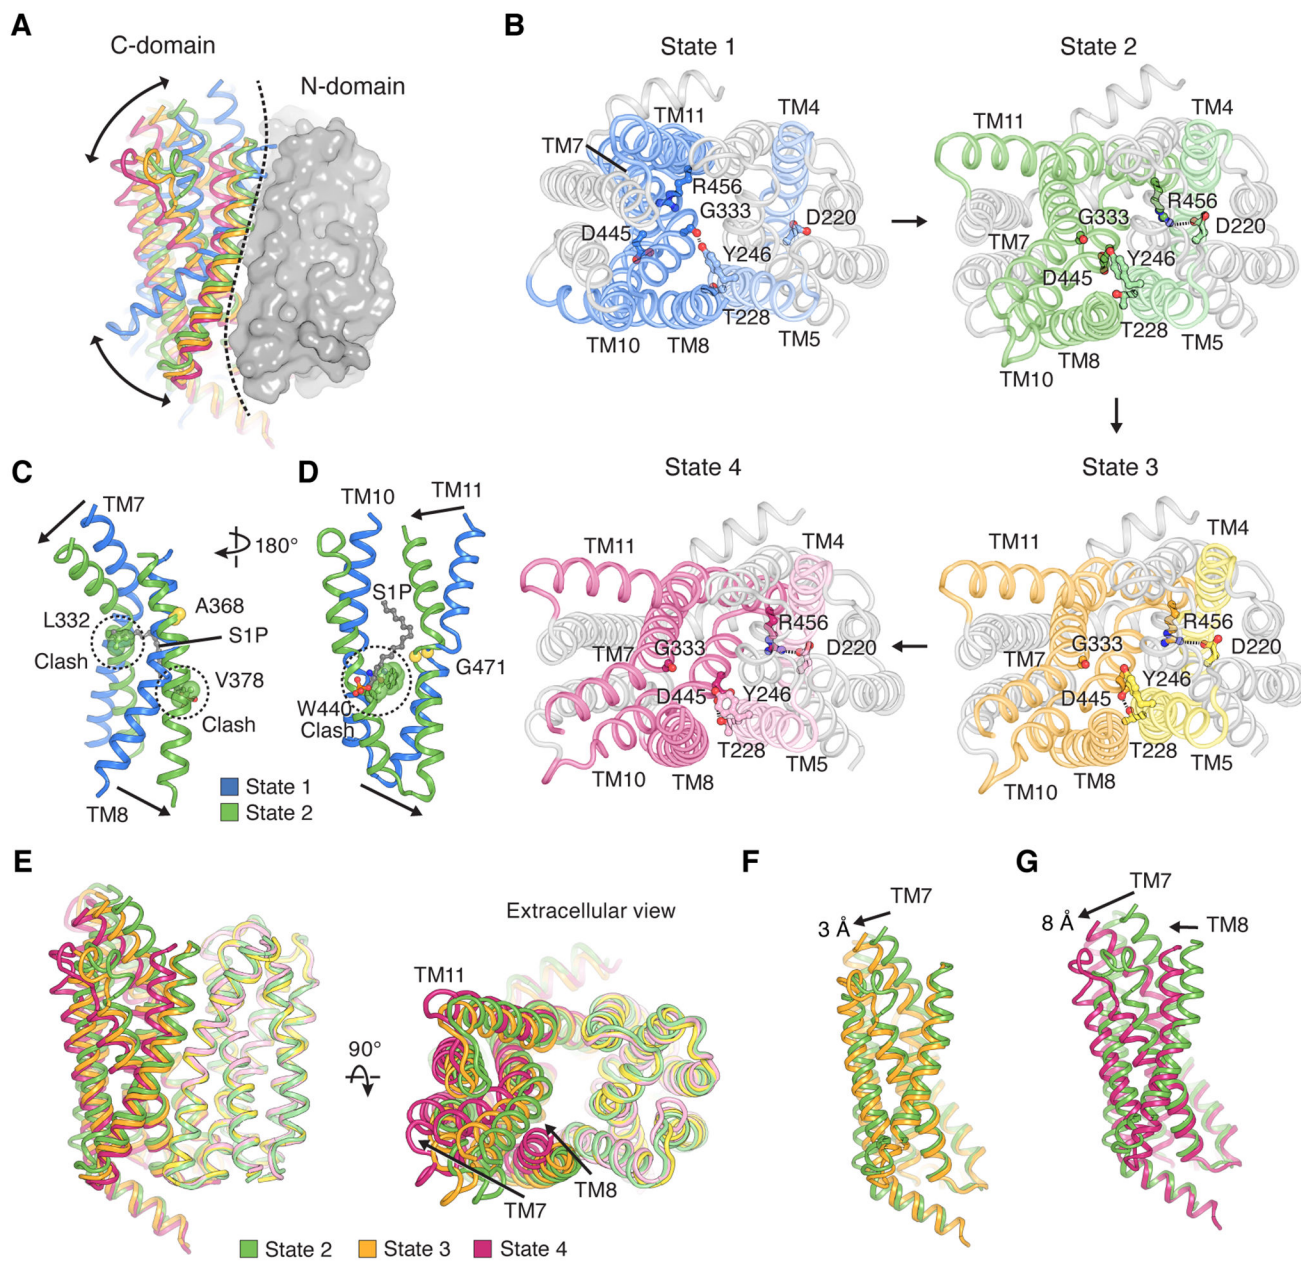 A
C-domain
N-domain
B
State 1
TM11
TM4
TM7
R456
G333
D220
D445
Y246
T228
TM10
TM8
TM5
State 2
TM11
TM4
R456
G333
D220
TM7
Y246
D445
T228
TM8
TM5
TM10
State 4
TM11
TM4
R456
G333
D220
TM7
D445
Y246
T228
TM5
TM10
TM8
State 3
TM11
TM4
R456
G333
D220
TM7
Y246
D445
T228
TM5
TM8
TM10
C
TM7
180°
L332
A368
S1P
Clash
V378
Clash
TM8
State 1
State 2
D
TM10
TM11
S1P
G471
W440
Clash
E
Extracellular view
TM11
90°
TM8
TM7
State 2
State 3
State 4
F
TM7
3 Å
G
TM7
8 Å
TM8